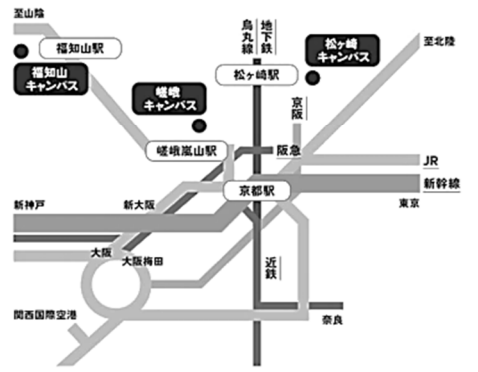 至山陰
福知山駅
福知山
キャンパス
嵯峨
キャンパス
嵯峨嵐山駅
烏丸線
地下鉄
松ヶ崎駅
松ヶ崎
キャンパス
至北陸
京阪
阪急
JR
新幹線
京都駅
東京
新神戸
新大阪
大阪
大阪梅田
近鉄
関西国際空港
奈良